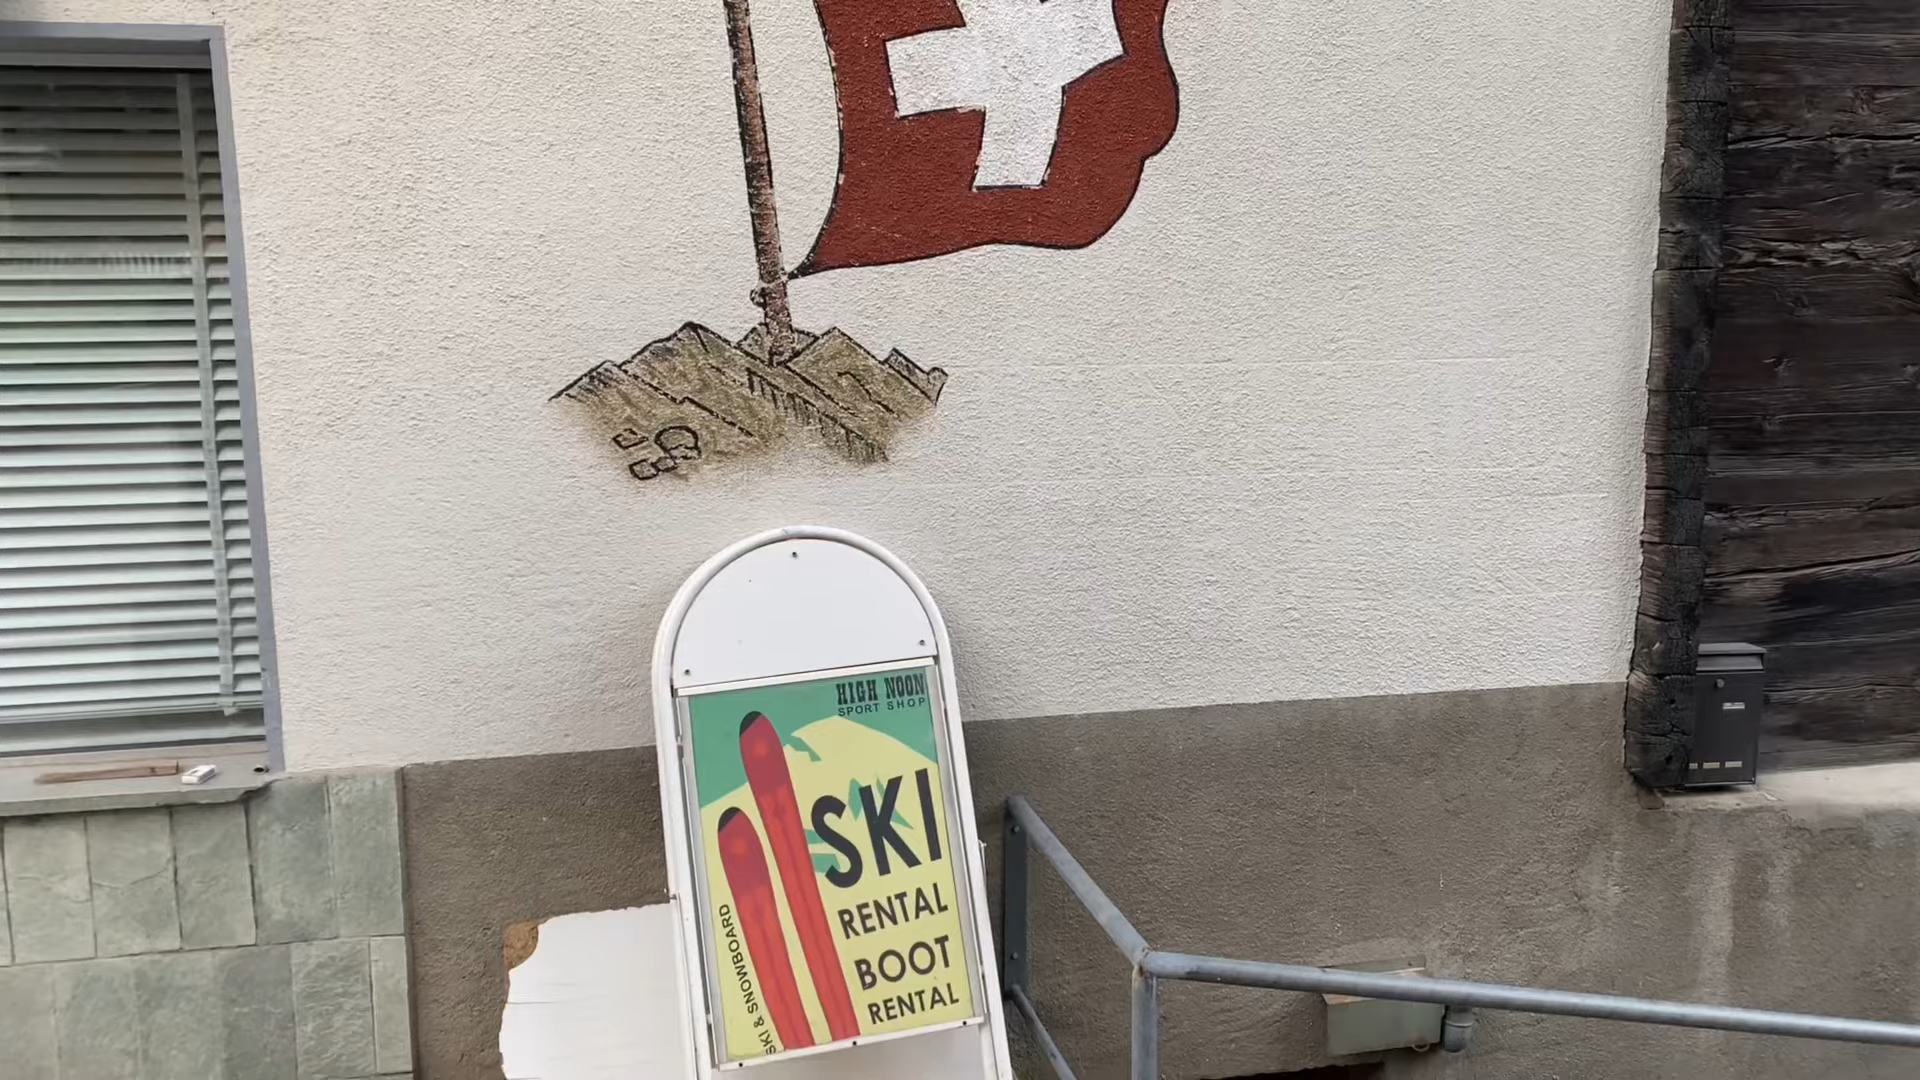 HIGH NOON
SPORT SHOP
SKI
RENTAL
BOOT
RENTAL
SKI & SNOWBOARD